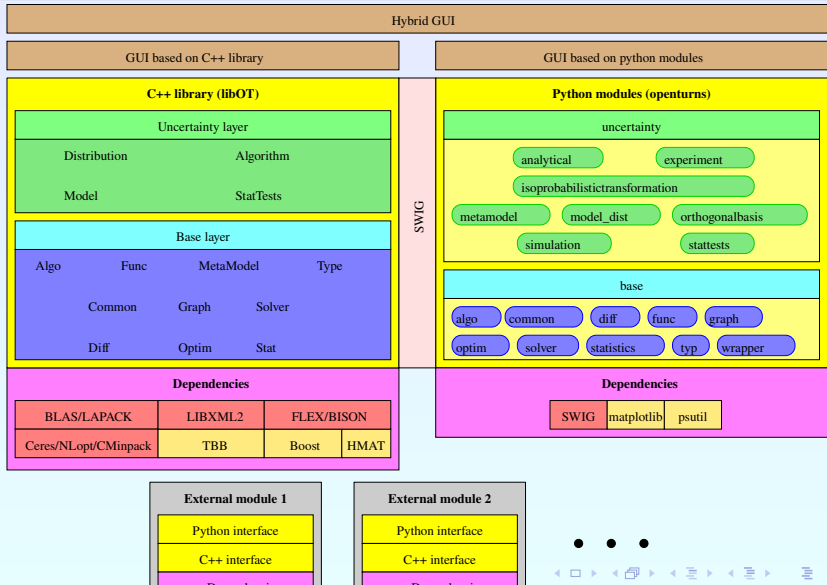 Hybrid GUI
GUI based on C++ library
GUI based on python modules
C++ library (libOT)
Uncertainty layer
Distribution Algorithm
Model StatTests
Base layer
Algo Func MetaModel Type
Common Graph Solver
Diff Optim Stat
SWIG
Python modules (openturns)
uncertainty
analytical experiment
isoprobabilistictransformation
metamodel model_dist orthogonalbasis
simulation stattests
base
algo common diff func graph
optim solver statistics typ wrapper
Dependencies
BLAS/LAPACK LIBXML2 FLEX/BISON
Ceres/NLopt/CMinpack TBB Boost HMAT
Dependencies
SWIG matplotlib psutil
External module 1
Python interface
C++ interface
External module 2
Python interface
C++ interface